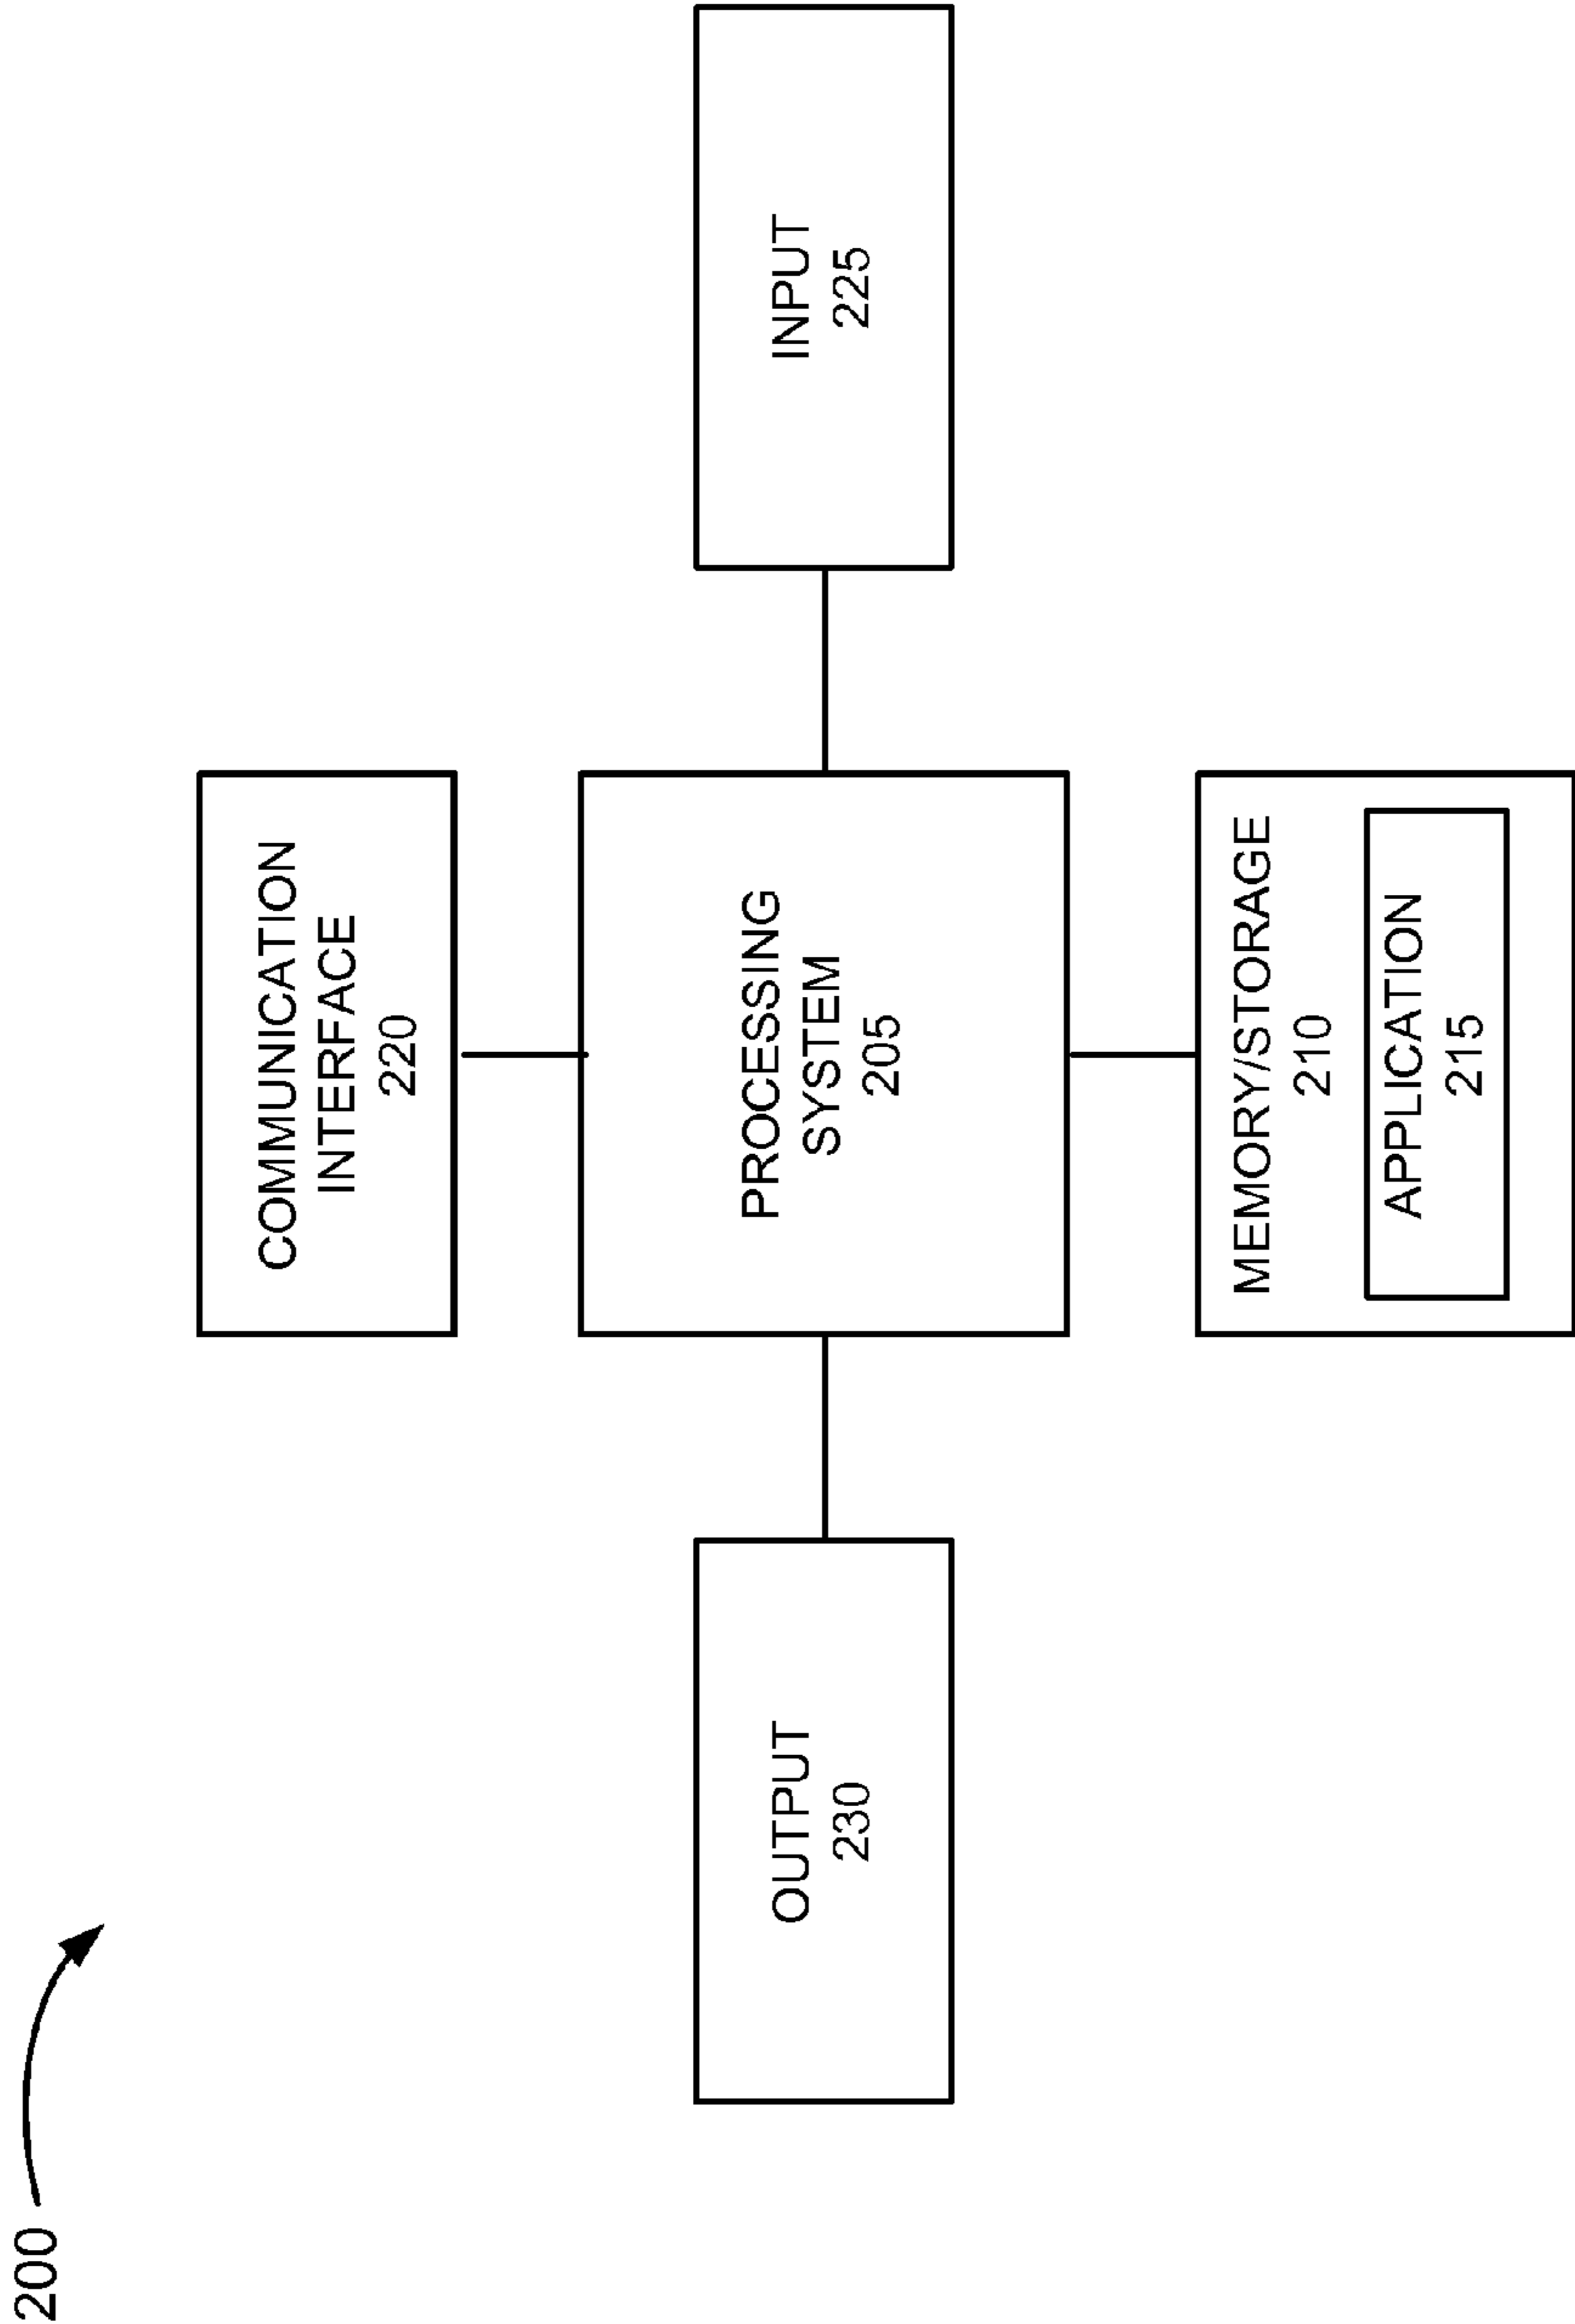 200
COMMUNICATION
INTERFACE
220
OUTPUT
230
PROCESSING
SYSTEM
205
INPUT
225
MEMORY/STORAGE
210
APPLICATION
215